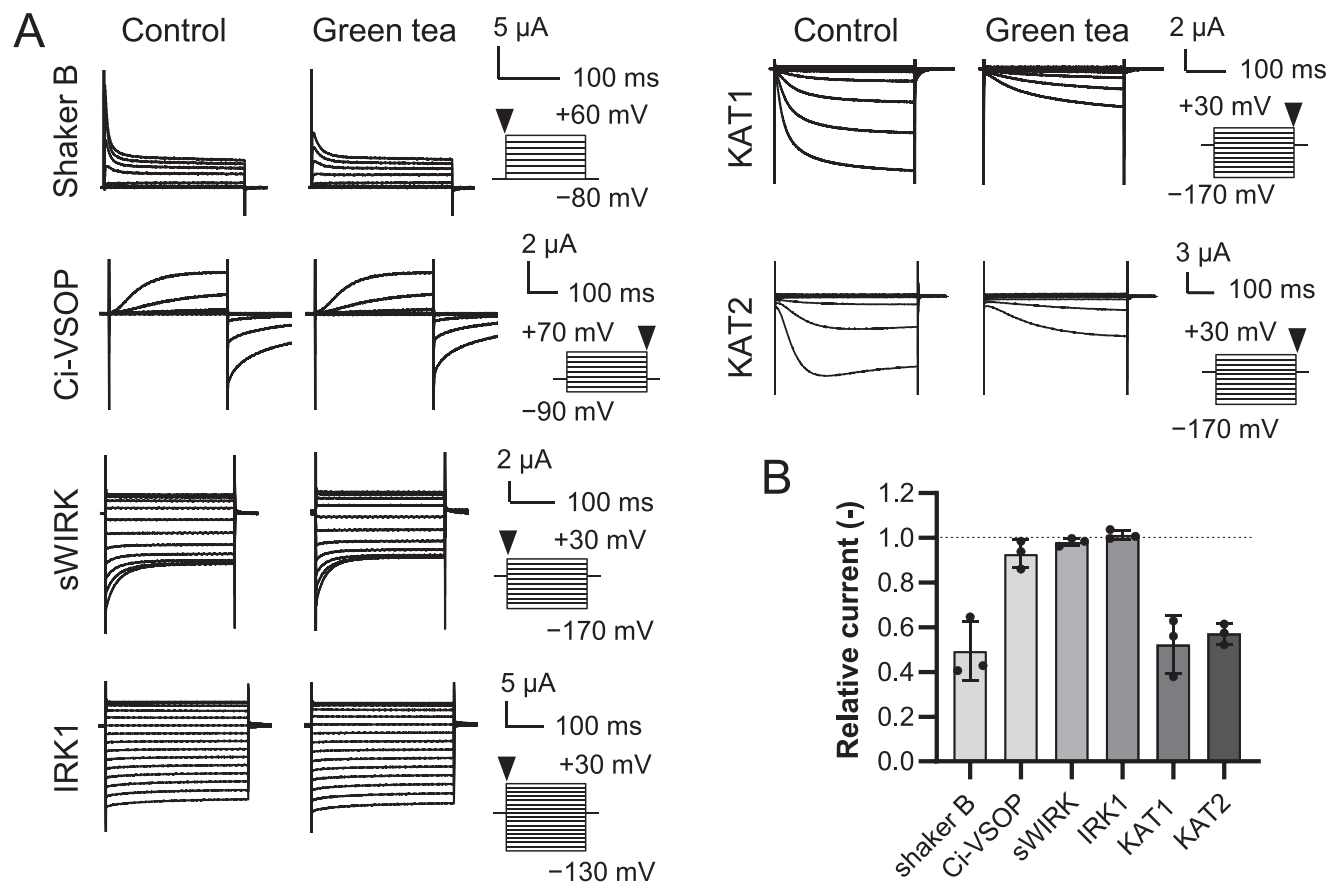 A
Control
Green tea
Shaker B
5 µA
100 ms
+60 mV
−80 mV
Ci-VSOP
2 µA
100 ms
+70 mV
−90 mV
sWIRK
2 µA
100 ms
+30 mV
−170 mV
IRK1
5 µA
100 ms
+30 mV
−130 mV
Control
Green tea
KAT1
2 µA
100 ms
+30 mV
−170 mV
KAT2
3 µA
100 ms
+30 mV
−170 mV
B
Relative current (-)
1.2
1.0
0.8
0.6
0.4
0.2
0.0
shaker B
Ci-VSOP
sWIRK
IRK1
KAT1
KAT2